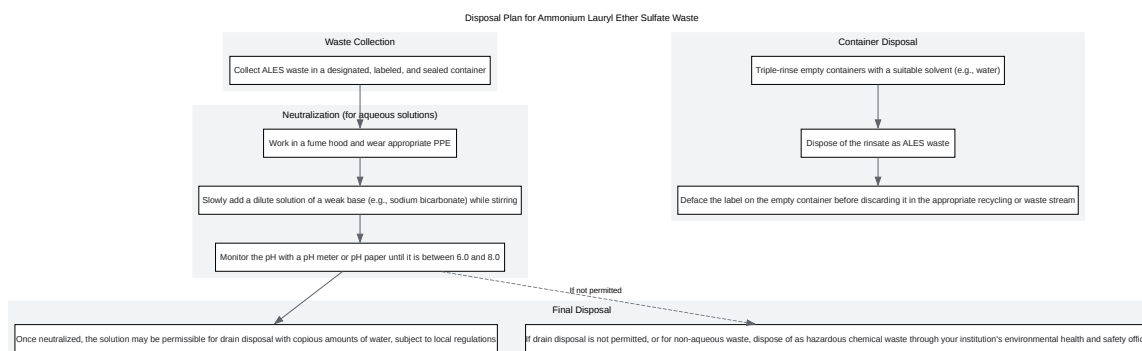 Disposal Plan for Ammonium Lauryl Ether Sulfate Waste
Waste Collection
Collect ALES waste in a designated, labeled, and sealed container
Neutralization (for aqueous solutions)
Work in a fume hood and wear appropriate PPE
Slowly add a dilute solution of a weak base (e.g., sodium bicarbonate) while stirring
Monitor the pH with a pH meter or pH paper until it is between 6.0 and 8.0
Container Disposal
Triple-rinse empty containers with a suitable solvent (e.g., water)
Dispose of the rinsate as ALES waste
Deface the label on the empty container before discarding it in the appropriate recycling or waste stream
If not permitted
Final Disposal
Once neutralized, the solution may be permissible for drain disposal with copious amounts of water, subject to local regulations
If drain disposal is not permitted, or for non-aqueous waste, dispose of as hazardous chemical waste through your institution's environmental health and safety